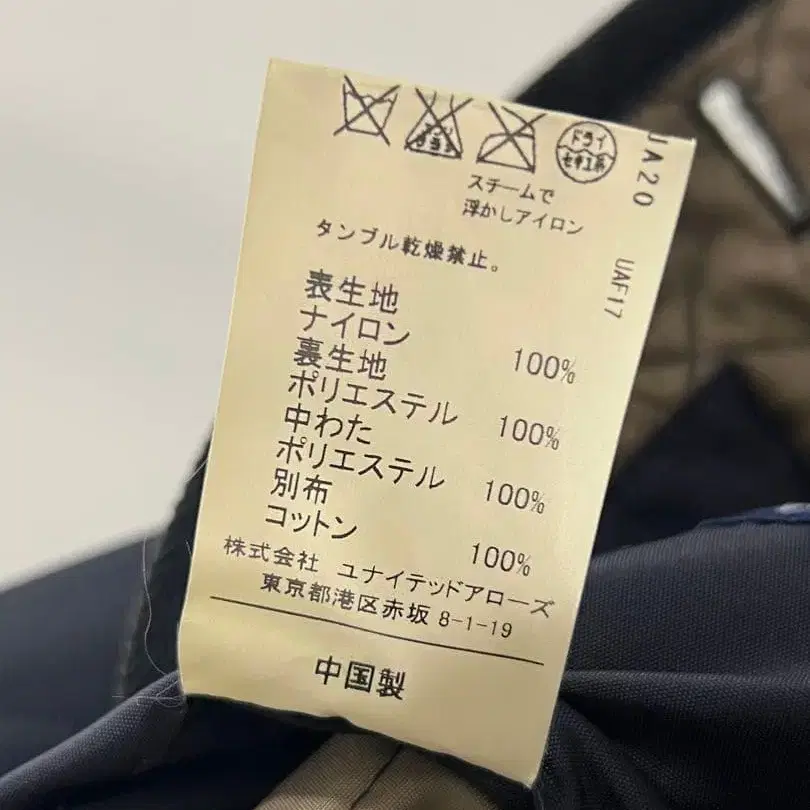 ドライ
セキユ系
スチームで
浮かしアイロン
タンブル乾燥禁止。
表生地
ナイロン 100%
裏生地
ポリエステル 100%
中わた
ポリエステル 100%
別布
コットン 100%
株式会社 ユナイテッドアローズ
東京都港区赤坂 8-1-19
中国製
UAF17